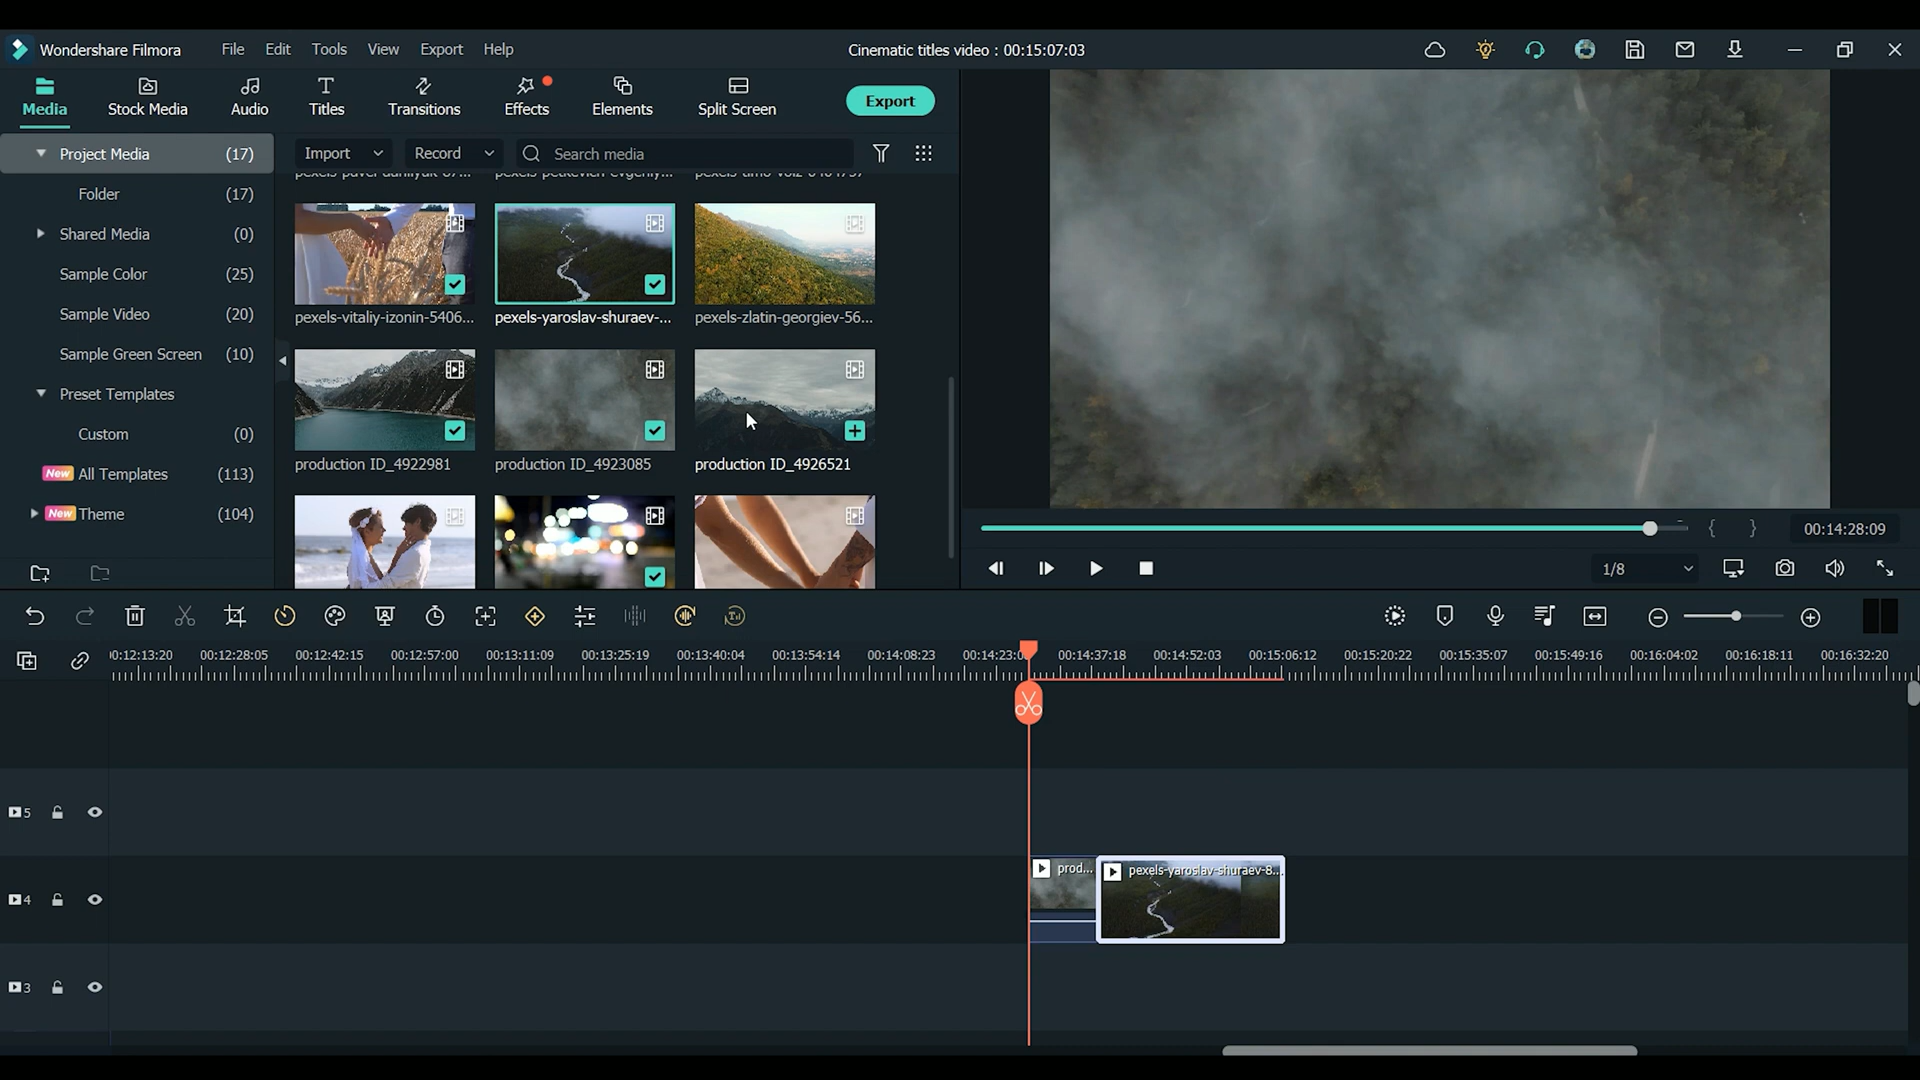 Wondershare Filmora File Edit Tools View Export Help Cinematic titles video : 00:15:07:03
Media Stock Media Audio Titles Transitions Effects Elements Split Screen Export
Project Media (17)
Folder (17)
Shared Media (0)
Sample Color (25)
Sample Video (20)
Sample Green Screen (10)
Preset Templates
Custom (0)
New All Templates (113)
New Theme (104)
Import Record Search media
pexels-vitaliy-izonin-5406... pexels-yaroslav-shuraev-... pexels-zlatin-georgiev-56...
production ID_4922981 production ID_4923085 production ID_4926521
{ } 00:14:28:09
1/8
00:12:28:05 00:12:42:15 00:12:57:00 00:13:11:09 00:13:25:19 00:13:40:04 00:13:54:14 00:14:08:23 00:14:37:18 00:14:52:03 00:15:06:12 00:15:20:22 00:15:35:07 00:15:49:16 00:16:04:02 00:16:18:11 00:16:32:20
5
4 prod... pexels-yaroslav-shuraev-8...
3